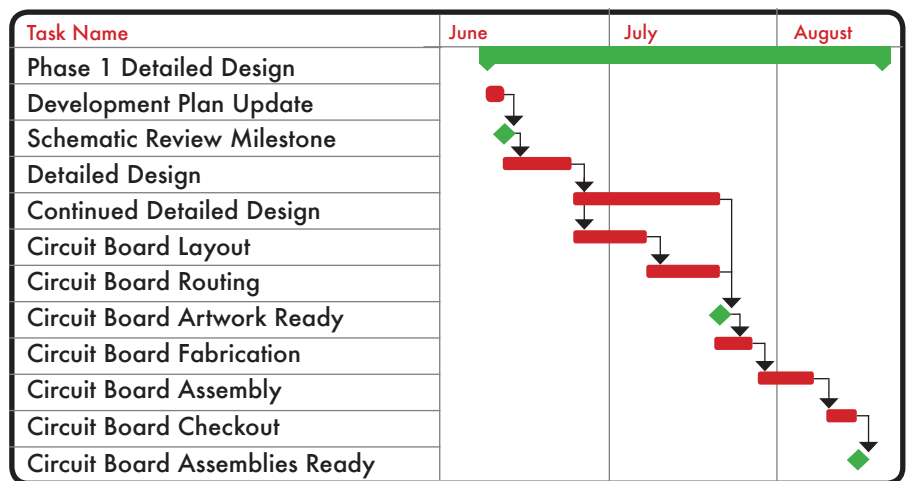 Task Name June July August
Phase 1 Detailed Design
Development Plan Update
Schematic Review Milestone
Detailed Design
Continued Detailed Design
Circuit Board Layout
Circuit Board Routing
Circuit Board Artwork Ready
Circuit Board Fabrication
Circuit Board Assembly
Circuit Board Checkout
Circuit Board Assemblies Ready